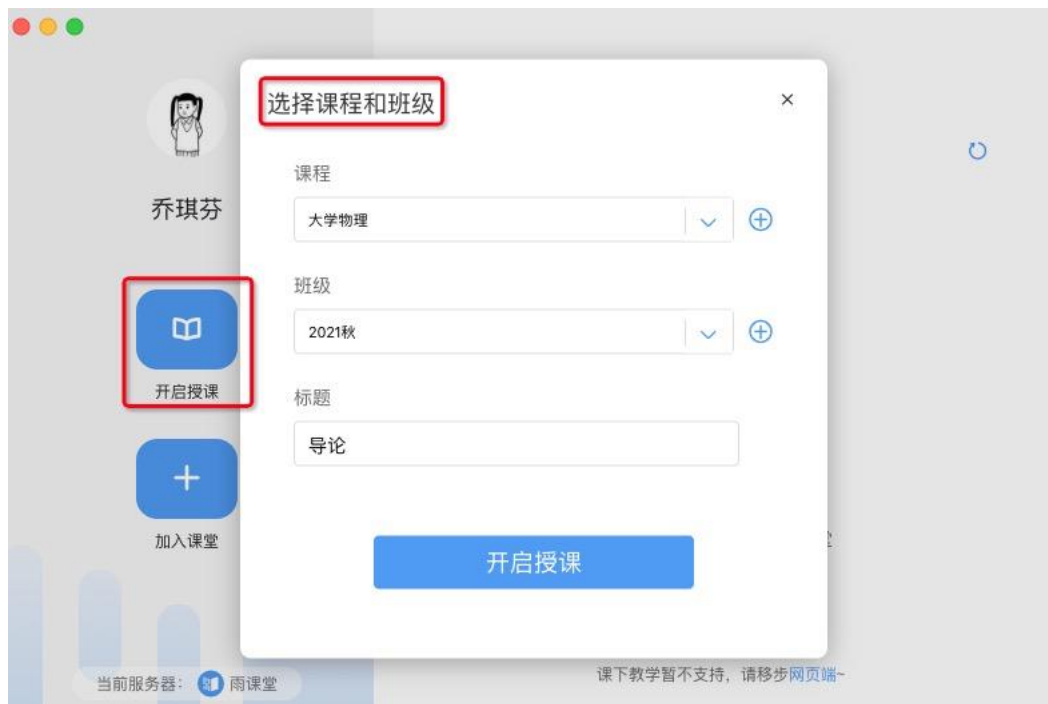 选择课程和班级
×
课程
乔琪芬
大学物理
班级
2021秋
开启授课
标题
导论
加入课堂
开启授课
当前服务器： 雨课堂
课下教学暂不支持，请移步网页端~